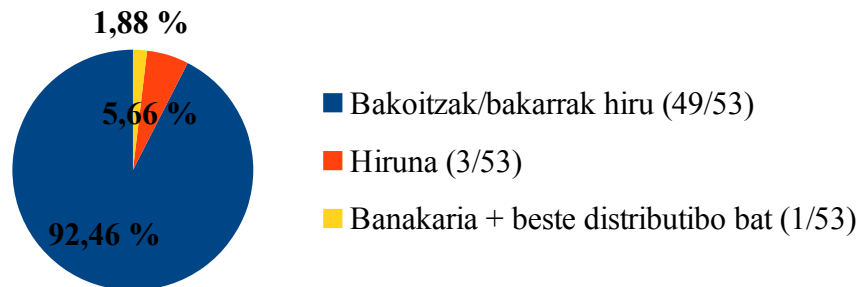 1,88 %
5,66 %
92,46 %
Bakoitzak/bakarrak hiru (49/53)
Hiruna (3/53)
Banakaria + beste distributibo bat (1/53)